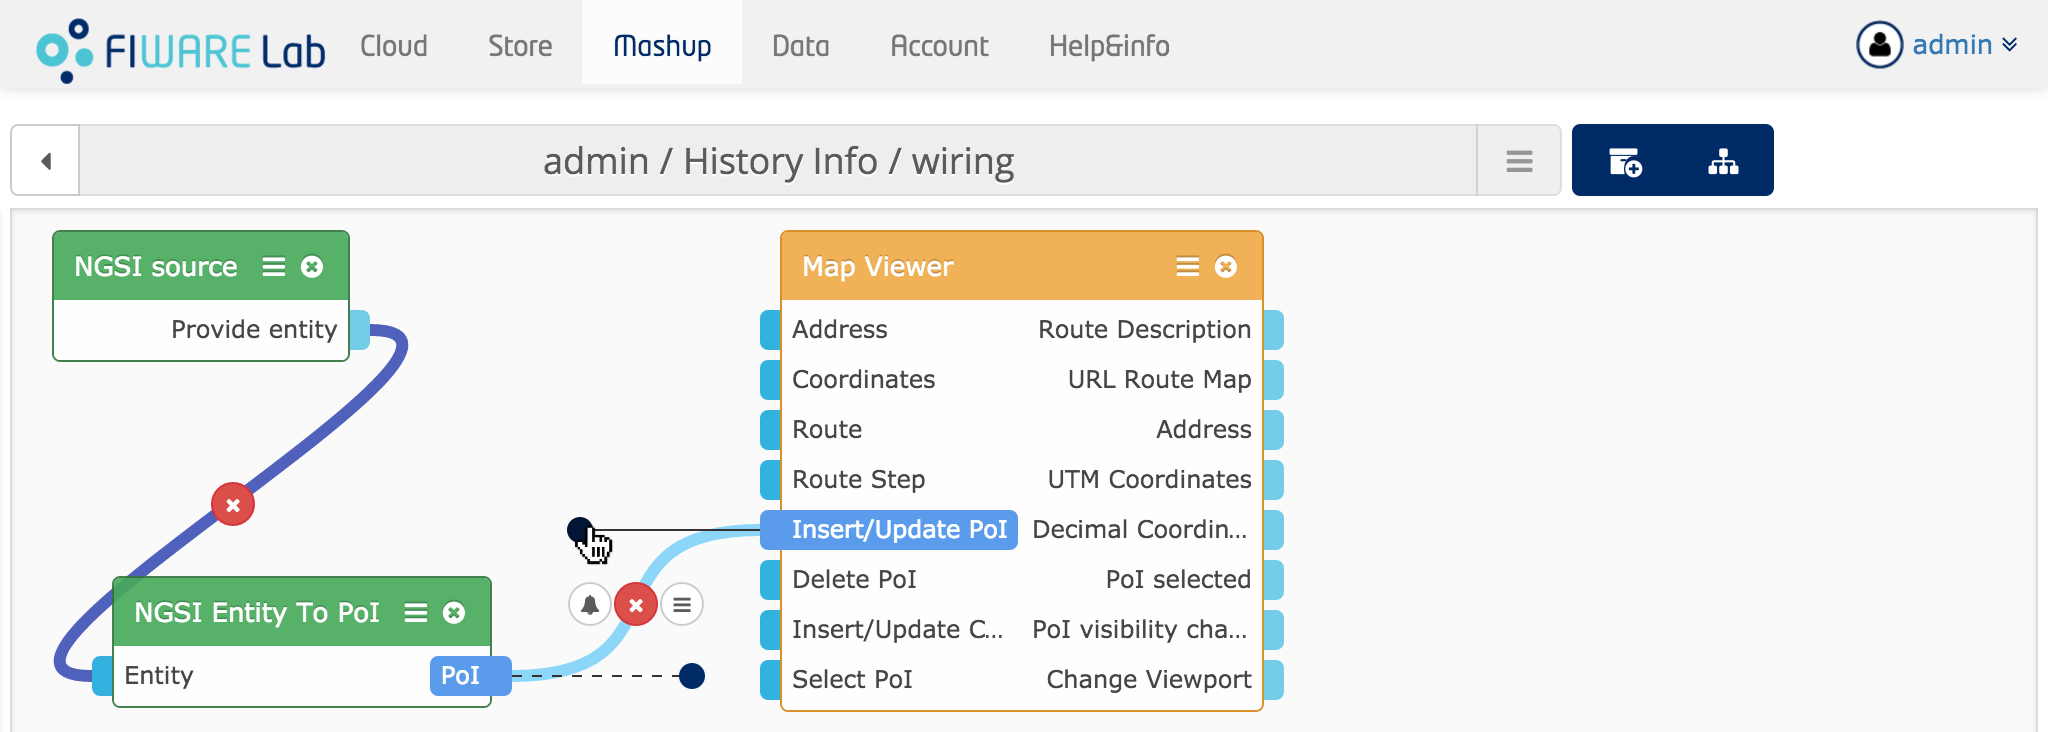 FIWARE Lab
Cloud
Store
Mashup
Data
Account
Help&info
admin
admin / History Info / wiring
NGSI source
Provide entity
NGSI Entity To PoI
Entity
PoI
Map Viewer
Address
Route Description
Coordinates
URL Route Map
Route
Address
Route Step
UTM Coordinates
Insert/Update PoI
Decimal Coordin...
Delete PoI
PoI selected
Insert/Update C...
PoI visibility cha...
Select PoI
Change Viewport